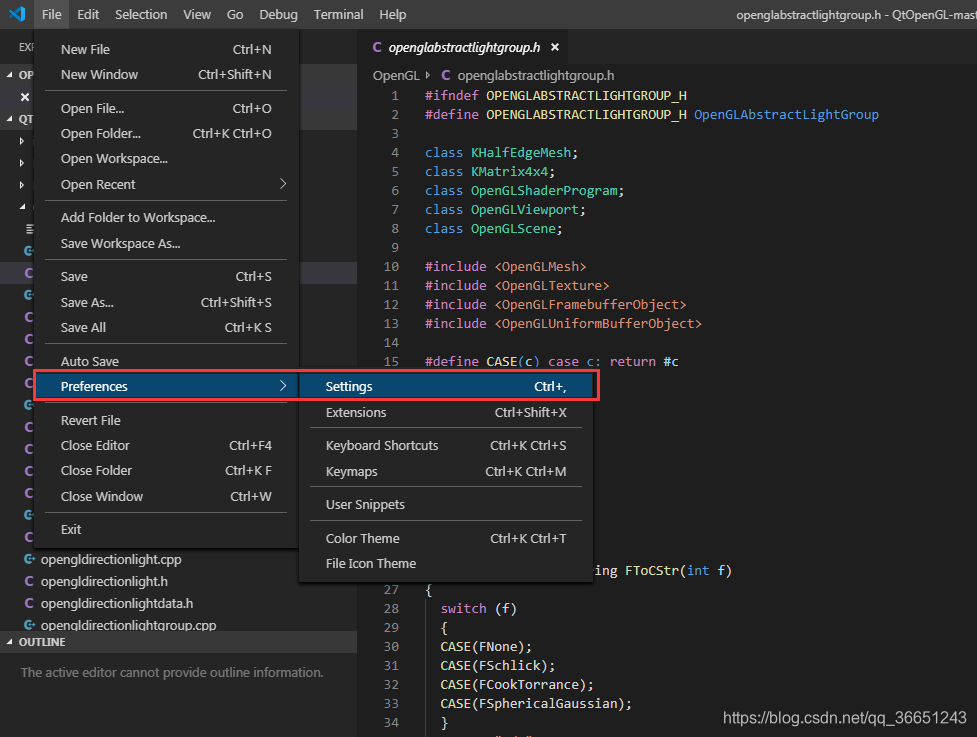 File Edit Selection View Go Debug Terminal Help openglabstractlightgroup.h - QtOpenGL-mast
EXP
OP
QT
New File Ctrl+N
New Window Ctrl+Shift+N
Open File... Ctrl+O
Open Folder... Ctrl+K Ctrl+O
Open Workspace...
Open Recent
Add Folder to Workspace...
Save Workspace As...
Save Ctrl+S
Save As... Ctrl+Shift+S
Save All Ctrl+K S
Auto Save
Preferences
Revert File
Close Editor Ctrl+F4
Close Folder Ctrl+K F
Close Window Ctrl+W
Exit
Settings Ctrl+,
Extensions Ctrl+Shift+X
Keyboard Shortcuts Ctrl+K Ctrl+S
Keymaps Ctrl+K Ctrl+M
User Snippets
Color Theme Ctrl+K Ctrl+T
File Icon Theme
opengldirectionlight.cpp
opengldirectionlight.h
opengldirectionlightdata.h
opengldirectionlightgroup.cpp
OUTLINE
The active editor cannot provide outline information.
C openglabstractlightgroup.h
OpenGL C openglabstractlightgroup.h
1 #ifndef OPENGLABSTRACTLIGHTGROUP_H
2 #define OPENGLABSTRACTLIGHTGROUP_H OpenGLAbstractLightGroup
3
4 class KHalfEdgeMesh;
5 class KMatrix4x4;
6 class OpenGLShaderProgram;
7 class OpenGLViewport;
8 class OpenGLScene;
9
10 #include <OpenGLMesh>
11 #include <OpenGLTexture>
12 #include <OpenGLFramebufferObject>
13 #include <OpenGLUniformBufferObject>
14
15 #define CASE(c) case c: return #c
ing FToCStr(int f)
27 {
28 switch (f)
29 {
30 CASE(FNone);
31 CASE(FSchlick);
32 CASE(FCookTorrance);
33 CASE(FSphericalGaussian);
34 }
https://blog.csdn.net/qq_36651243